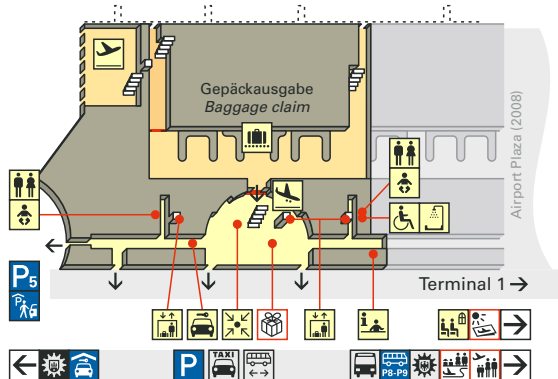 Gepäckausgabe
Baggage claim
Airport Plaza (2008)
P5
P
Terminal 1
i
P
TAXI
P8-P9